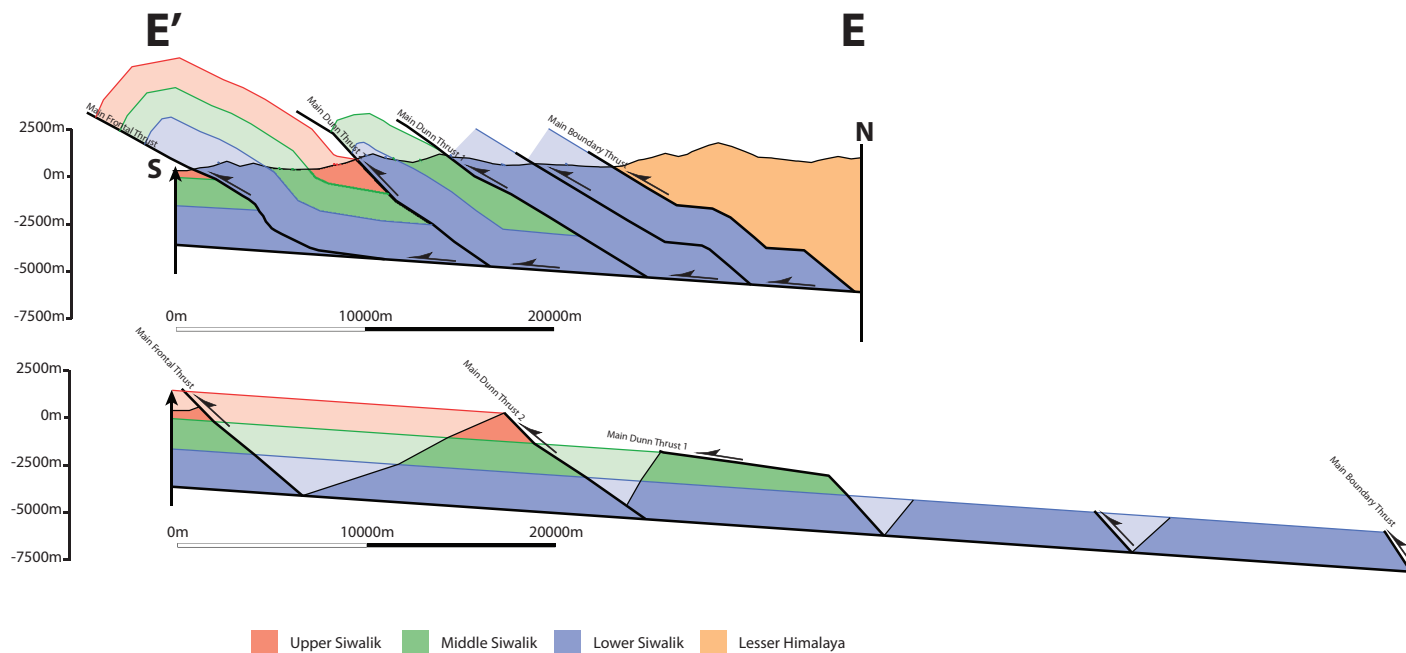 E'
E
Main Frontal Thrust
Main Dunn Thrust 2
Main Dunn Thrust 1
Main Boundary Thrust
N
S
2500m
0m
-2500m
-5000m
-7500m
0m
10000m
20000m
Main Frontal Thrust
Main Dunn Thrust 2
Main Dunn Thrust 1
Main Boundary Thrust
2500m
0m
-2500m
-5000m
-7500m
0m
10000m
20000m
Upper Siwalik
Middle Siwalik
Lower Siwalik
Lesser Himalaya